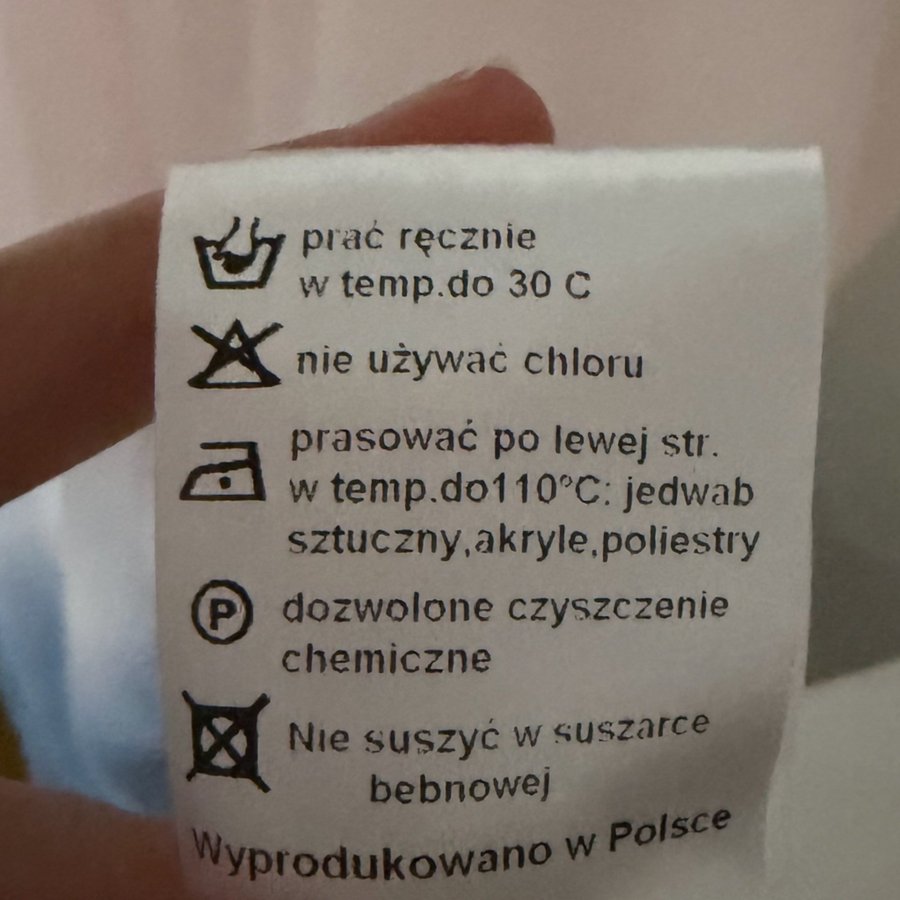 prać ręcznie
w temp.do 30 C
nie używać chloru
prasować po lewej str.
w temp.do110°C: jedwab
sztuczny,akryle,poliestry
P dozwolone czyszczenie
chemiczne
Nie suszyć w suszarce
bebnowej
Wyprodukowano w Polsce